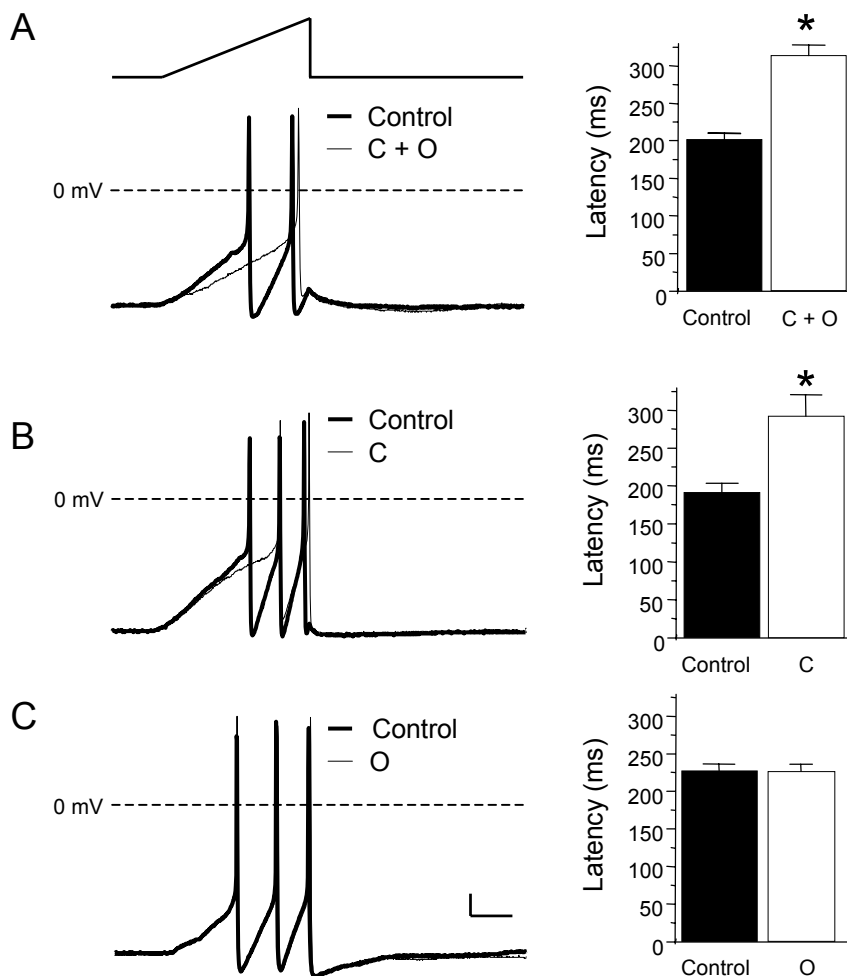 A
Control
C + O
0 mV
*
Latency (ms)
300
250
200
150
100
50
0
Control C + O
B
Control
C
0 mV
*
Latency (ms)
300
250
200
150
100
50
0
Control C
C
Control
O
0 mV
Latency (ms)
300
250
200
150
100
50
0
Control O